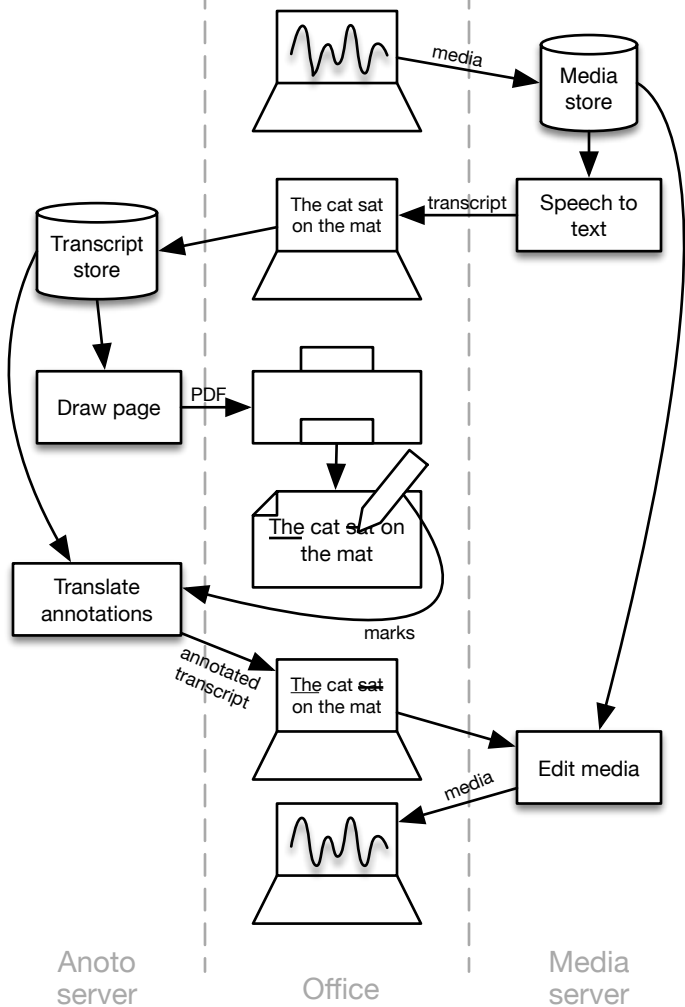 media
Media
store
The cat sat
on the mat
transcript
Speech to
text
Transcript
store
Draw page
PDF
The cat sat on
the mat
Translate
annotations
marks
annotated
transcript
The cat sat
on the mat
Edit media
media
Anoto
server
Office
Media
server